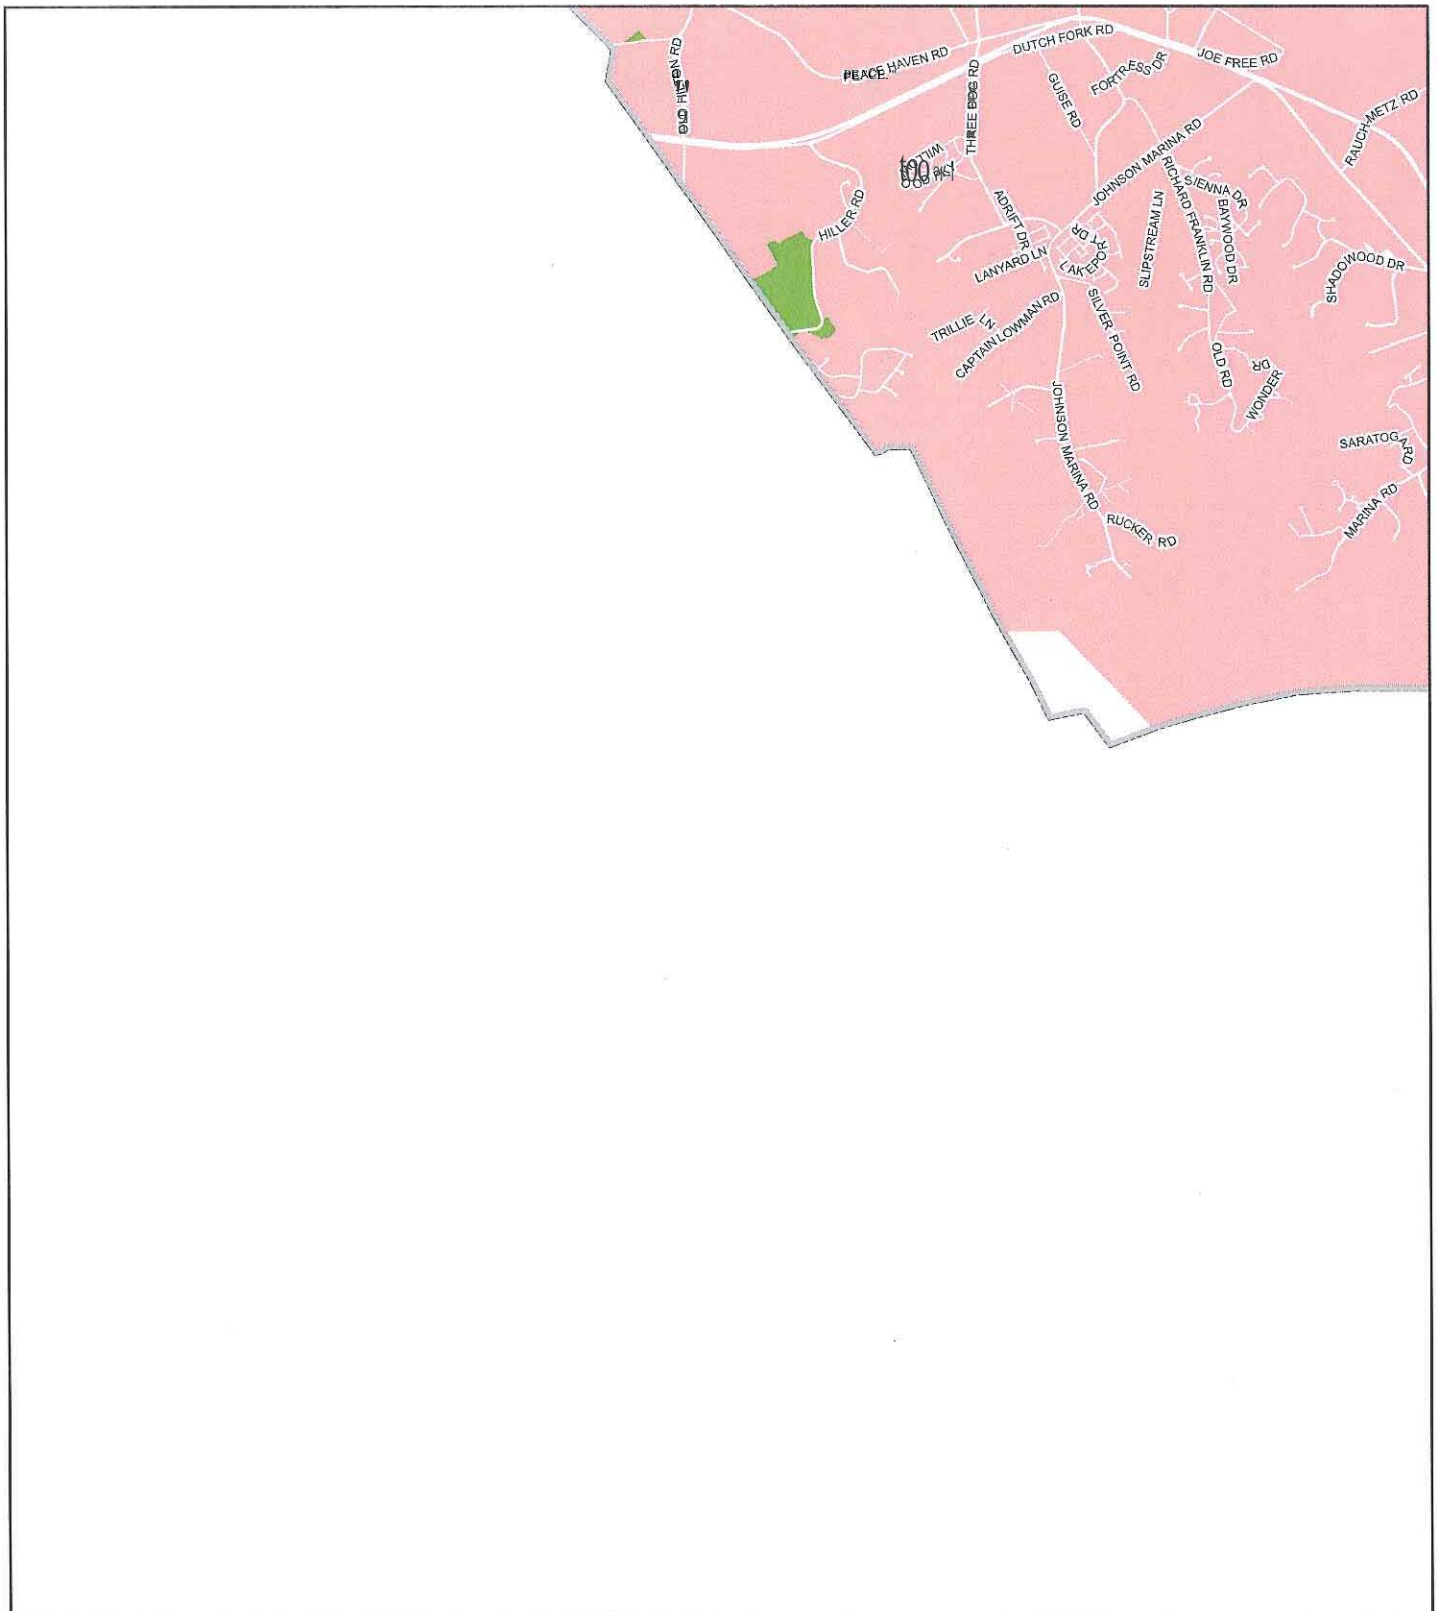 PEACE HAVEN RD
DUTCH FORK RD
JOE FREE RD
FORTRESS DR
GUISE RD
THREE DOG RD
RAUCH-METZ RD
JOHNSON MARINA RD
RICHARD FRANKLIN RD
SIENNA DR
BAYWOOD DR
SLIPSTREAM LN
HILLER RD
ADRIFT DR
LAKEPORT DR
LANYARD LN
SHADOWOOD DR
SILVER POINT RD
TRILLIE LN
CAPTAIN LOWMAN RD
OLD RD
WONDER DR
JOHNSON MARINA RD
SARATOGA RD
MARINA RD
RUCKER RD